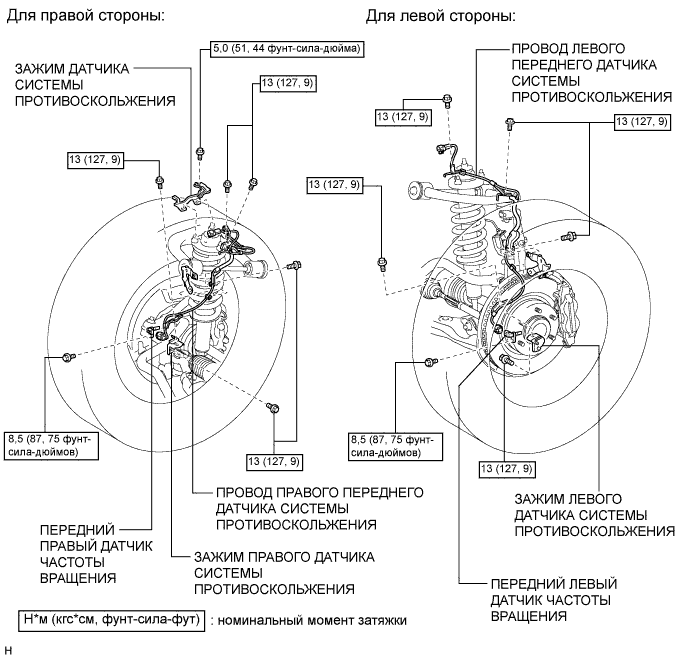 Для правой стороны:
Для левой стороны:
5,0 (51, 44 фунт-сила-дюйма)
ЗАЖИМ ДАТЧИКА
СИСТЕМЫ
ПРОТИВОСКОЛЬЖЕНИЯ
13 (127, 9)
13 (127, 9)
ПРОВОД ЛЕВОГО
ПЕРЕДНЕГО ДАТЧИКА
СИСТЕМЫ
ПРОТИВОСКОЛЬЖЕНИЯ
13 (127, 9)
13 (127, 9)
13 (127, 9)
8,5 (87, 75 фунт-
сила-дюймов)
13 (127, 9)
8,5 (87, 75 фунт-
сила-дюймов)
13 (127, 9)
ПРОВОД ПРАВОГО ПЕРЕДНЕГО
ДАТЧИКА СИСТЕМЫ
ПРОТИВОСКОЛЬЖЕНИЯ
ЗАЖИМ ЛЕВОГО
ДАТЧИКА СИСТЕМЫ
ПРОТИВОСКОЛЬЖЕНИЯ
ПЕРЕДНИЙ
ПРАВЫЙ ДАТЧИК
ЧАСТОТЫ
ВРАЩЕНИЯ
ЗАЖИМ ПРАВОГО ДАТЧИКА
СИСТЕМЫ
ПРОТИВОСКОЛЬЖЕНИЯ
ПЕРЕДНИЙ ЛЕВЫЙ
ДАТЧИК ЧАСТОТЫ
ВРАЩЕНИЯ
Н*м (кгс*см, фунт-сила-фут) : номинальный момент затяжки
H